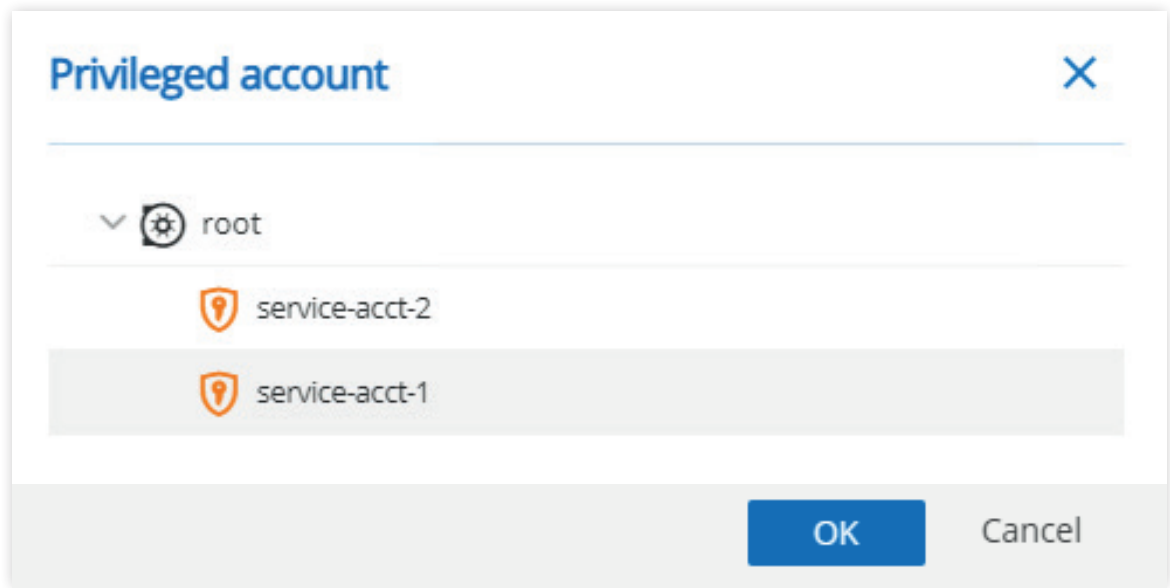 Privileged account
root
service-acct-2
service-acct-1
OK
Cancel